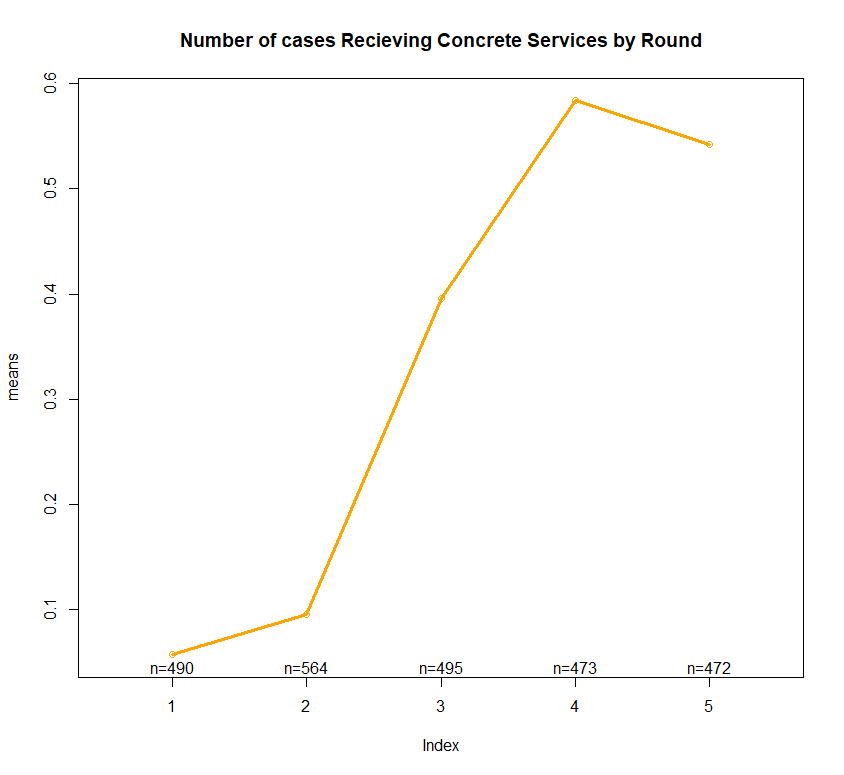 Number of cases Recieving Concrete Services by Round
0.6
0.5
0.4
0.3
0.2
0.1
means
n=490 n=564 n=495 n=473 n=472
1 2 3 4 5
Index